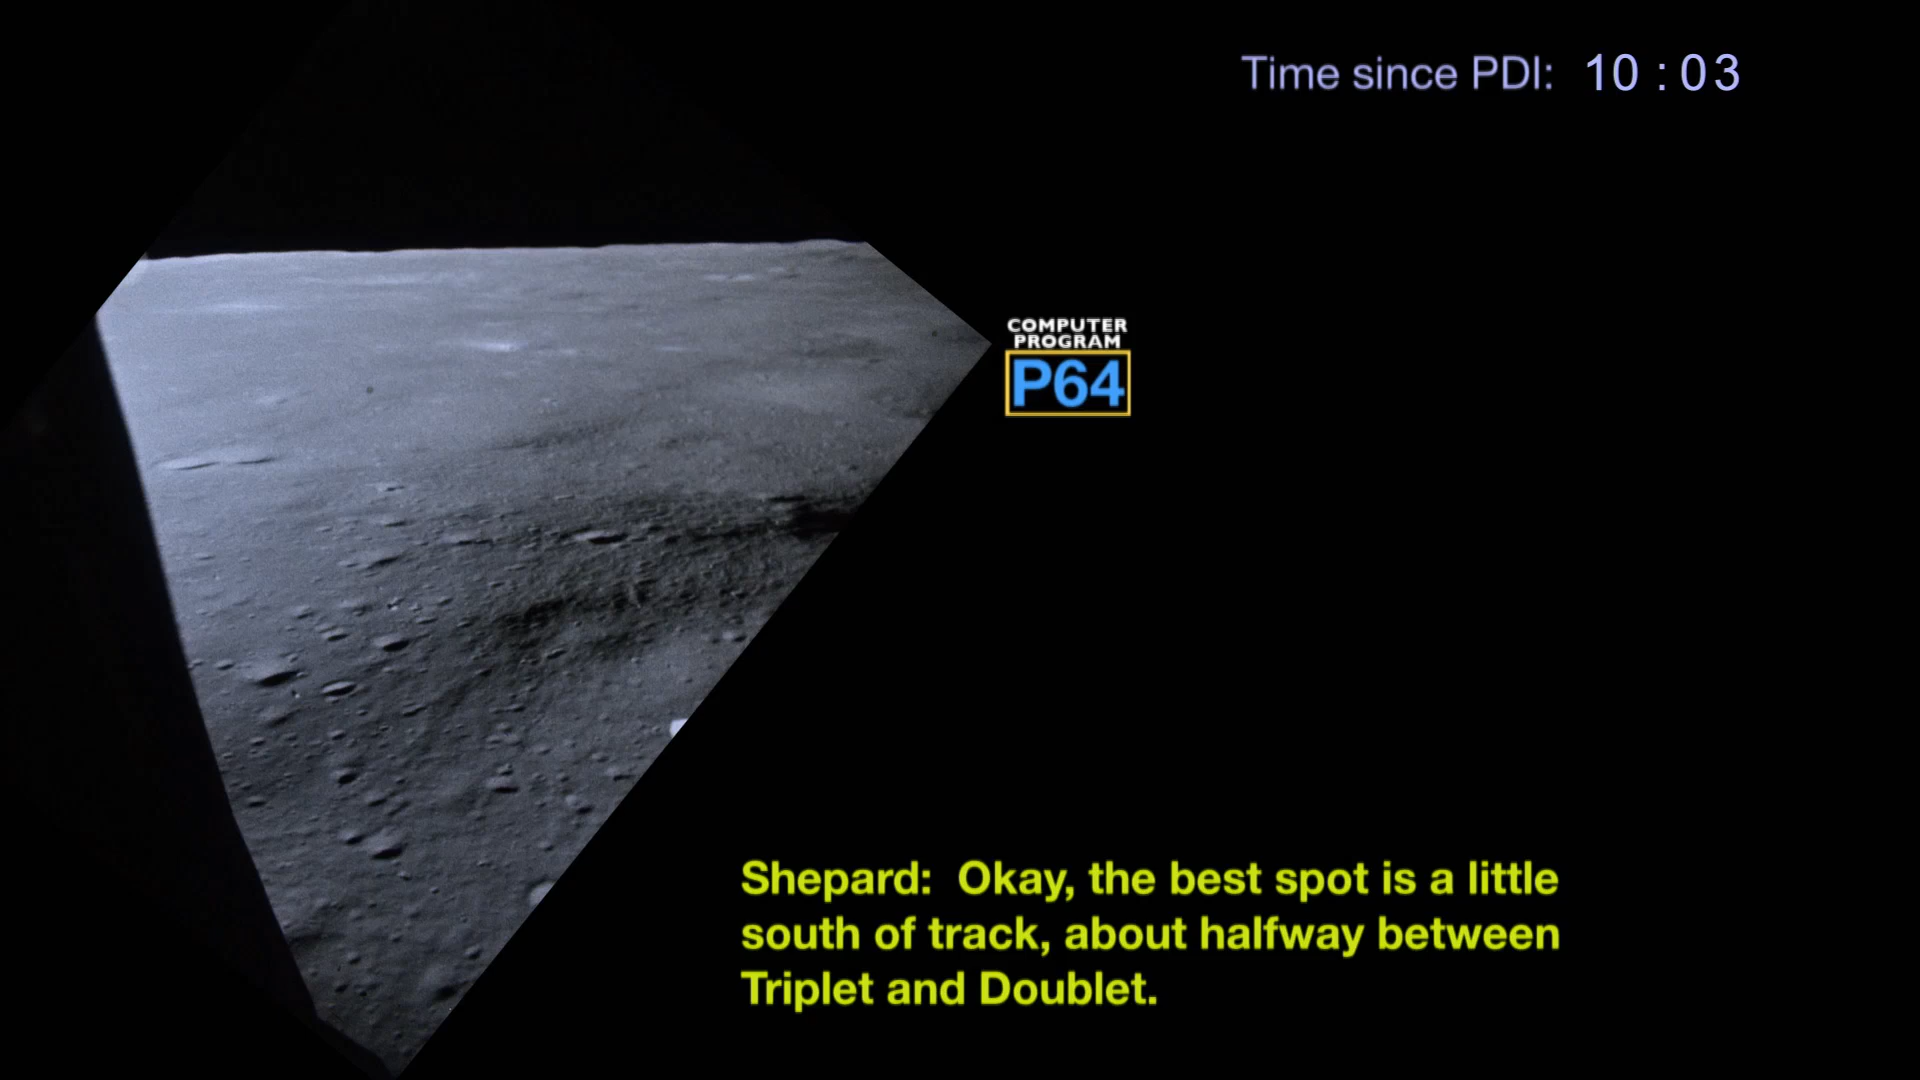 Time since PDI: 10:03
COMPUTER
PROGRAM
P64
Shepard: Okay, the best spot is a little
south of track, about halfway between
Triplet and Doublet.